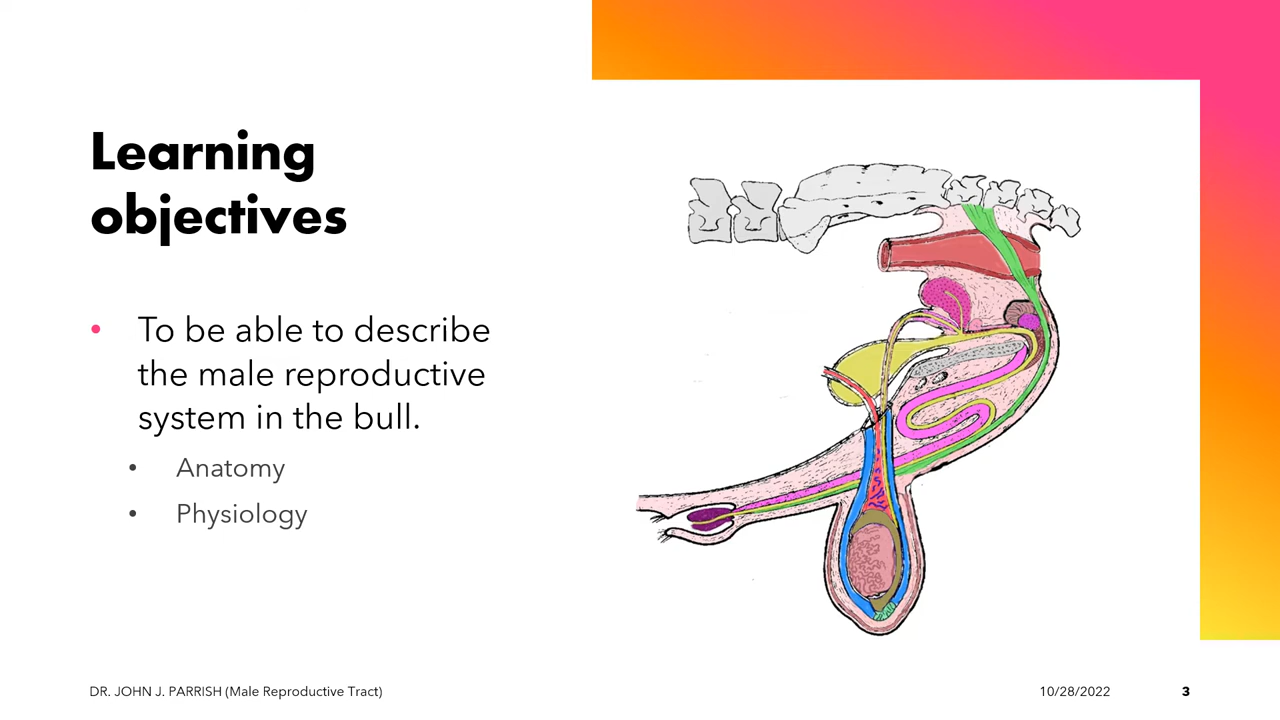 Learning
objectives
• To be able to describe
the male reproductive
system in the bull.
• Anatomy
• Physiology
DR. JOHN J. PARRISH (Male Reproductive Tract)
10/28/2022
3